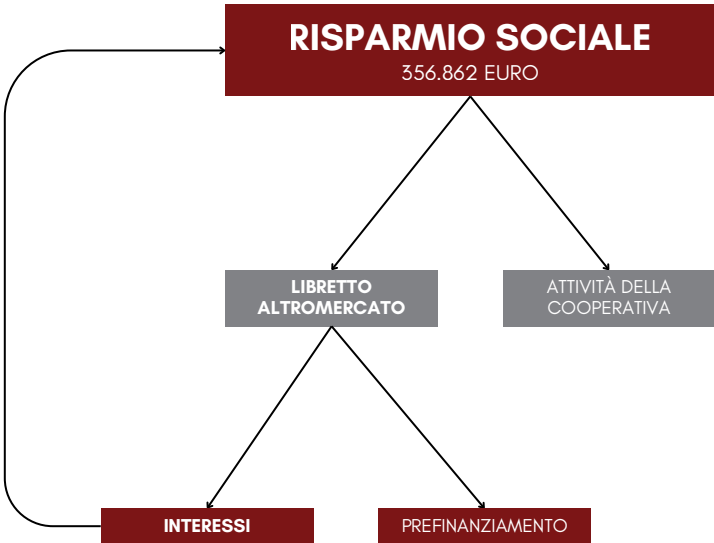 RISPARMIO SOCIALE
356.862 EURO
LIBRETTO
ALTROMERCATO
ATTIVITÀ DELLA
COOPERATIVA
INTERESSI
PREFINANZIAMENTO